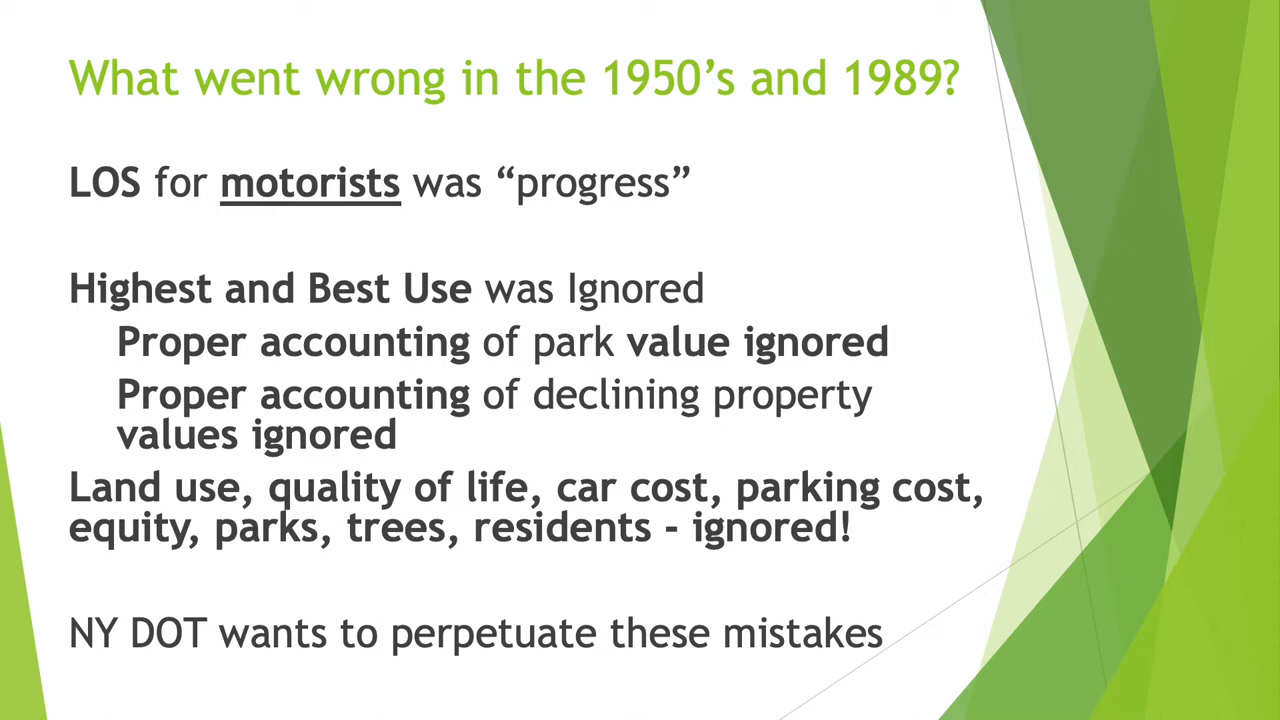 What went wrong in the 1950’s and 1989?
LOS for motorists was “progress”
Highest and Best Use was Ignored
Proper accounting of park value ignored
Proper accounting of declining property
values ignored
Land use, quality of life, car cost, parking cost,
equity, parks, trees, residents - ignored!
NY DOT wants to perpetuate these mistakes